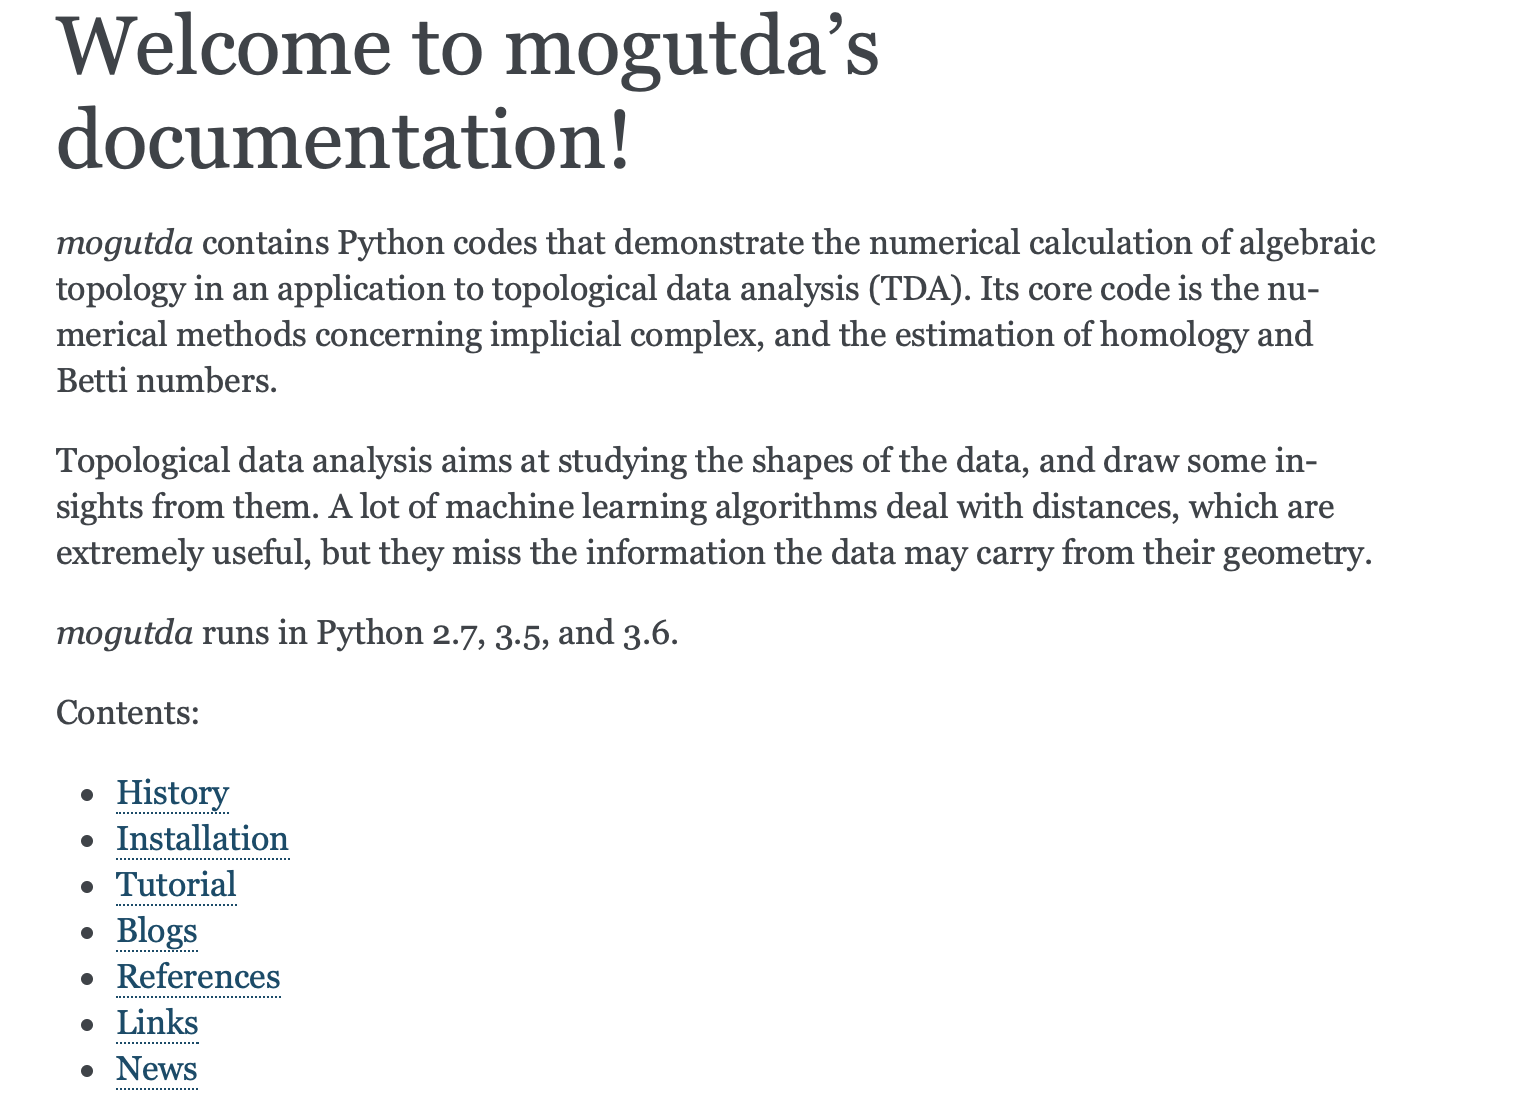 Welcome to mogutda’s
documentation!
mogutda contains Python codes that demonstrate the numerical calculation of algebraic
topology in an application to topological data analysis (TDA). Its core code is the nu-
merical methods concerning implicial complex, and the estimation of homology and
Betti numbers.
Topological data analysis aims at studying the shapes of the data, and draw some in-
sights from them. A lot of machine learning algorithms deal with distances, which are
extremely useful, but they miss the information the data may carry from their geometry.
mogutda runs in Python 2.7, 3.5, and 3.6.
Contents:
• History
• Installation
• Tutorial
• Blogs
• References
• Links
• News